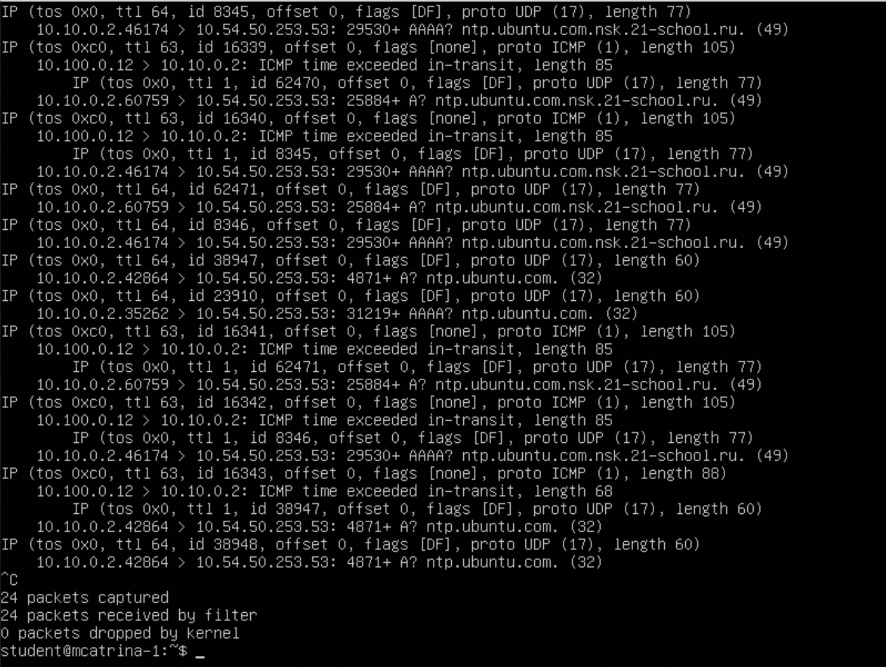 IP (tos 0x0, ttl 64, id 8345, offset 0, flags [DF], proto UDP (17), length 77)
10.10.0.2.46174 > 10.54.50.253.53: 29530+ AAAA? ntp.ubuntu.com.nsk.21-school.ru. (49)
IP (tos 0xc0, ttl 63, id 16339, offset 0, flags [none], proto ICMP (1), length 105)
10.100.0.12 > 10.10.0.2: ICMP time exceeded in-transit, length 85
IP (tos 0x0, ttl 1, id 62470, offset 0, flags [DF], proto UDP (17), length 77)
10.10.0.2.60759 > 10.54.50.253.53: 25884+ A? ntp.ubuntu.com.nsk.21-school.ru. (49)
IP (tos 0xc0, ttl 63, id 16340, offset 0, flags [none], proto ICMP (1), length 105)
10.100.0.12 > 10.10.0.2: ICMP time exceeded in-transit, length 85
IP (tos 0x0, ttl 1, id 8345, offset 0, flags [DF], proto UDP (17), length 77)
10.10.0.2.46174 > 10.54.50.253.53: 29530+ AAAA? ntp.ubuntu.com.nsk.21-school.ru. (49)
IP (tos 0x0, ttl 64, id 62471, offset 0, flags [DF], proto UDP (17), length 77)
10.10.0.2.60759 > 10.54.50.253.53: 25884+ A? ntp.ubuntu.com.nsk.21-school.ru. (49)
IP (tos 0x0, ttl 64, id 8346, offset 0, flags [DF], proto UDP (17), length 77)
10.10.0.2.46174 > 10.54.50.253.53: 29530+ AAAA? ntp.ubuntu.com.nsk.21-school.ru. (49)
IP (tos 0x0, ttl 64, id 38947, offset 0, flags [DF], proto UDP (17), length 60)
10.10.0.2.42864 > 10.54.50.253.53: 4871+ A? ntp.ubuntu.com. (32)
IP (tos 0x0, ttl 64, id 23910, offset 0, flags [DF], proto UDP (17), length 60)
10.10.0.2.35262 > 10.54.50.253.53: 31219+ AAAA? ntp.ubuntu.com. (32)
IP (tos 0xc0, ttl 63, id 16341, offset 0, flags [none], proto ICMP (1), length 105)
10.100.0.12 > 10.10.0.2: ICMP time exceeded in-transit, length 85
IP (tos 0x0, ttl 1, id 62471, offset 0, flags [DF], proto UDP (17), length 77)
10.10.0.2.60759 > 10.54.50.253.53: 25884+ A? ntp.ubuntu.com.nsk.21-school.ru. (49)
IP (tos 0xc0, ttl 63, id 16342, offset 0, flags [none], proto ICMP (1), length 105)
10.100.0.12 > 10.10.0.2: ICMP time exceeded in-transit, length 85
IP (tos 0x0, ttl 1, id 8346, offset 0, flags [DF], proto UDP (17), length 77)
10.10.0.2.46174 > 10.54.50.253.53: 29530+ AAAA? ntp.ubuntu.com.nsk.21-school.ru. (49)
IP (tos 0xc0, ttl 63, id 16343, offset 0, flags [none], proto ICMP (1), length 88)
10.100.0.12 > 10.10.0.2: ICMP time exceeded in-transit, length 68
IP (tos 0x0, ttl 1, id 38947, offset 0, flags [DF], proto UDP (17), length 60)
10.10.0.2.42864 > 10.54.50.253.53: 4871+ A? ntp.ubuntu.com. (32)
IP (tos 0x0, ttl 64, id 38948, offset 0, flags [DF], proto UDP (17), length 60)
10.10.0.2.42864 > 10.54.50.253.53: 4871+ A? ntp.ubuntu.com. (32)
^C
24 packets captured
24 packets received by filter
0 packets dropped by kernel
student@mcatrina-1:~$ _